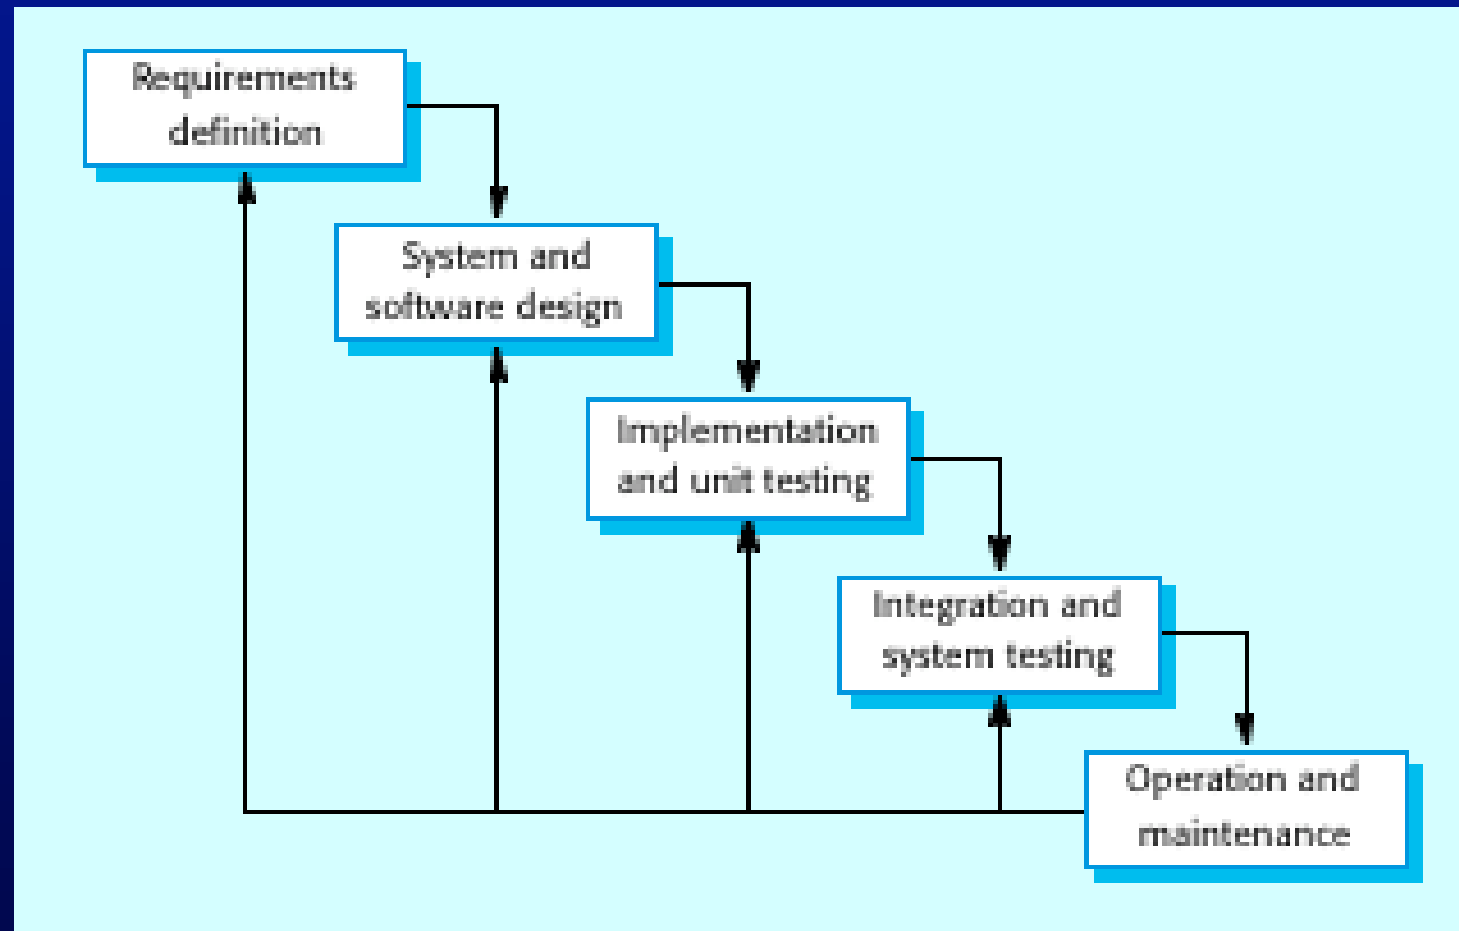 Requirements
definition
System and
software design
Implementation
and unit testing
Integration and
system testing
Operation and
maintenance